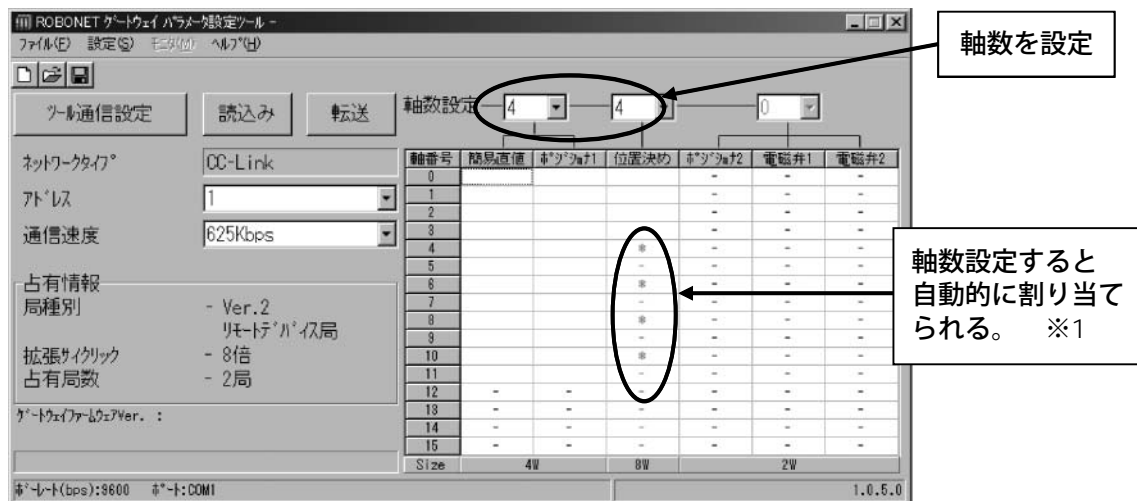 ROBONET ゲートウェイ パラメータ設定ツール -
ファイル(F) 設定(S) モニタ(M) ヘルプ(H)
軸数を設定
ツール通信設定 読込み 転送 軸数設定 4 4 0
ネットワークタイプ CC-Link
アドレス 1
通信速度 625Kbps
占有情報
局種別 - Ver.2
リモートデバイス局
拡張サイクリック - 8倍
占有局数 - 2局
ゲートウェイファームウェアVer. :
軸番号 簡易直値 ポジショナ1 位置決め ポジショナ2 電磁弁1 電磁弁2
0 - - -
1 - - -
2 - - -
3 - - -
4 * - - -
5 - - - -
6 * - - -
7 - - - -
8 * - - -
9 - - - -
10 * - - -
11 - - - -
12 - - - - - -
13 - - - - - -
14 - - - - - -
15 - - - - - -
Size 4W 8W 2W
軸数設定すると
自動的に割り当て
られる。 ※1
ボーレート(bps):9600 ポート:COM1 1.0.5.0